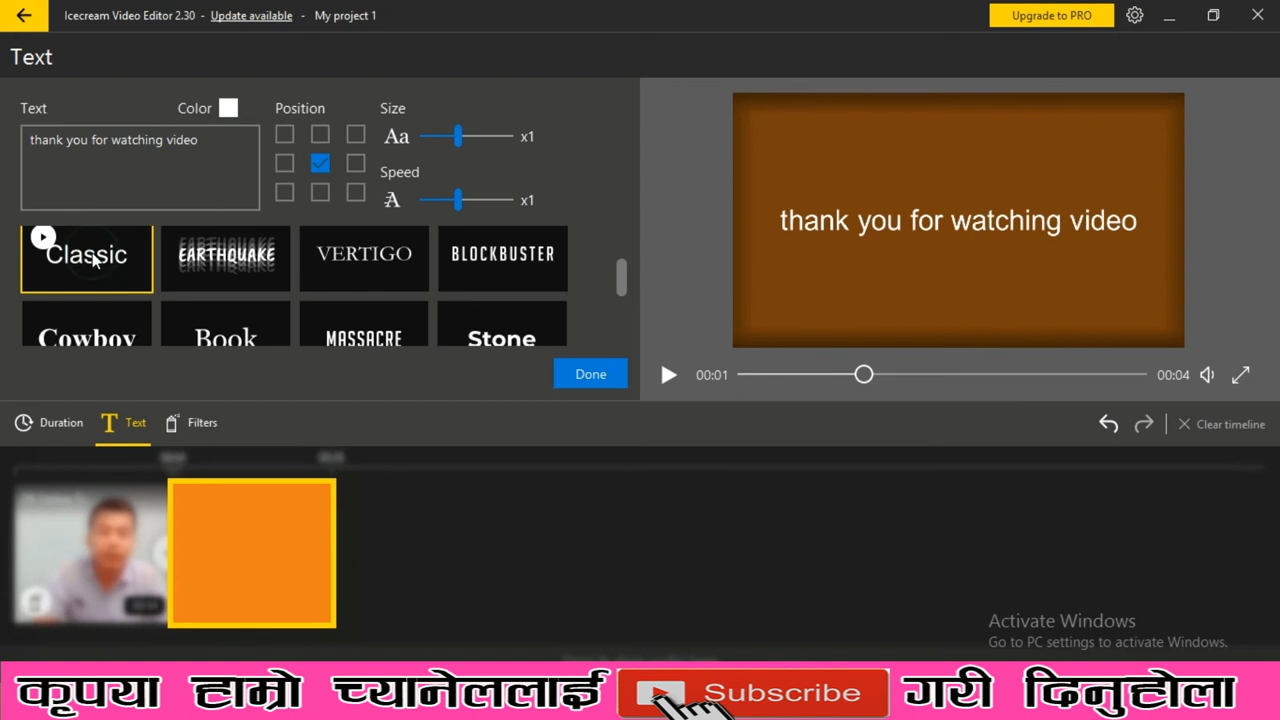 Icecream Video Editor 2.30 - Update available - My project 1
Upgrade to PRO
Text
Text Color Position Size
thank you for watching video
Aa x1
Speed
A x1
Classic EARTHQUAKE VERTIGO BLOCKBUSTER
Cowboy Book MASSACRE Stone
Done
thank you for watching video
00:01 00:04
Duration T Text Filters
Clear timeline
Activate Windows
Go to PC settings to activate Windows.
कृपया हाम्रो च्यानेललाई Subscribe गरी दिनुहोला